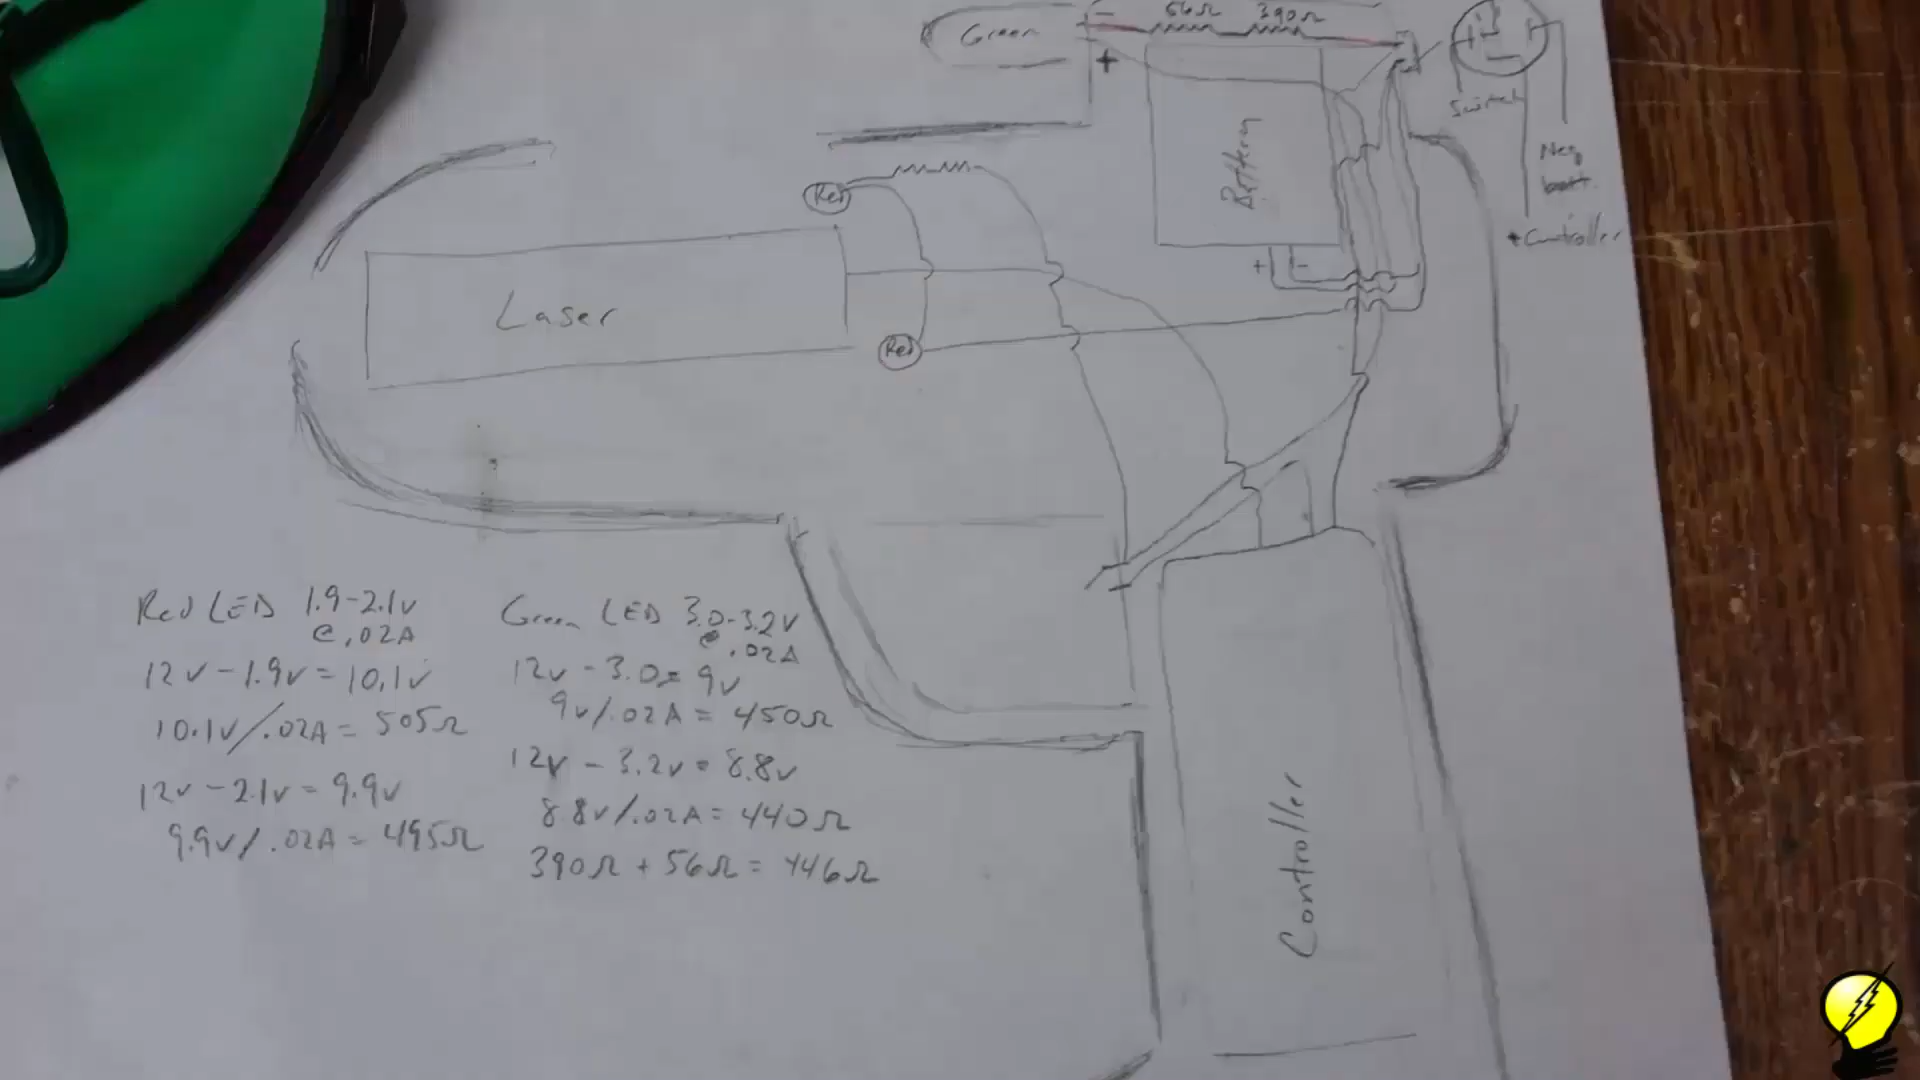 56Ω 390Ω
Green
−
+
Switch
Battery
Neg
batt.
+ Controller
Red
+ −
Laser
Red
Red LED 1.9-2.1v
@ .02A
12v - 1.9v = 10.1v
10.1v/.02A = 505Ω
12v - 2.1v = 9.9v
9.9v/.02A = 495Ω
Green LED 3.0-3.2v
@ .02A
12v - 3.0 = 9v
9v/.02A = 450Ω
12v - 3.2v = 8.8v
8.8v/.02A = 440Ω
390Ω + 56Ω = 446Ω
Controller